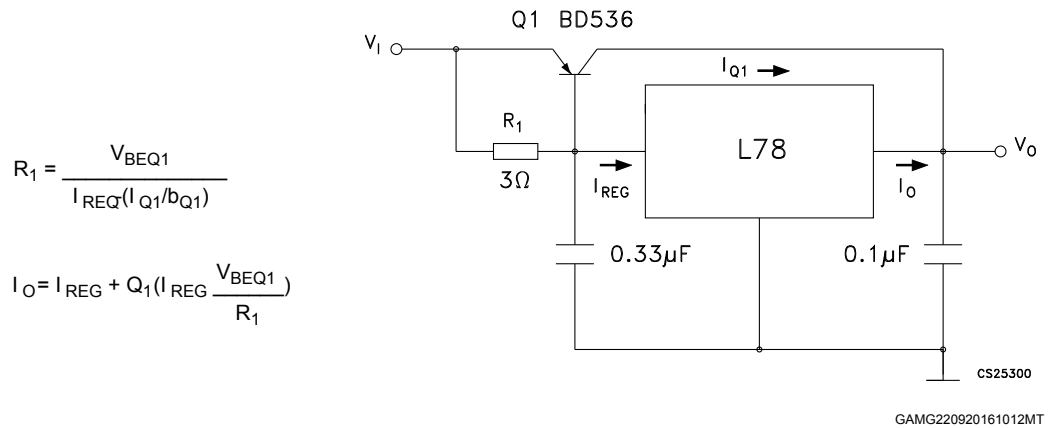 Q1 BD536
V_I
I_Q1
R_1
L78
V_O
3Ω
I_REG
I_O
0.33µF
0.1µF
R_1 = V_BEQ1 / I_REQ-(I_Q1/b_Q1)
I_O = I_REG + Q_1(I_REG V_BEQ1 / R_1)
CS25300
GAMG220920161012MT